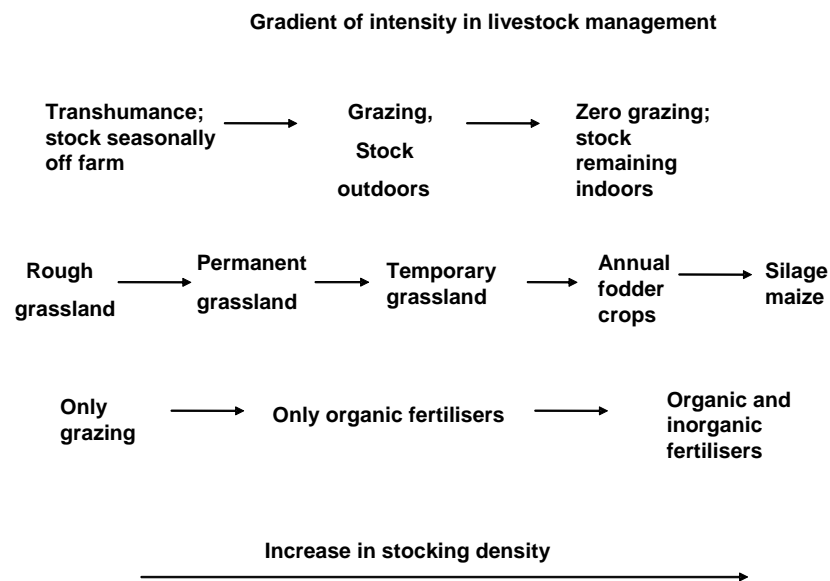 Gradient of intensity in livestock management
Transhumance;
stock seasonally
off farm
Grazing,
Stock
outdoors
Zero grazing;
stock
remaining
indoors
Rough
grassland
Permanent
grassland
Temporary
grassland
Annual
fodder
crops
Silage
maize
Only
grazing
Only organic fertilisers
Organic and
inorganic
fertilisers
Increase in stocking density